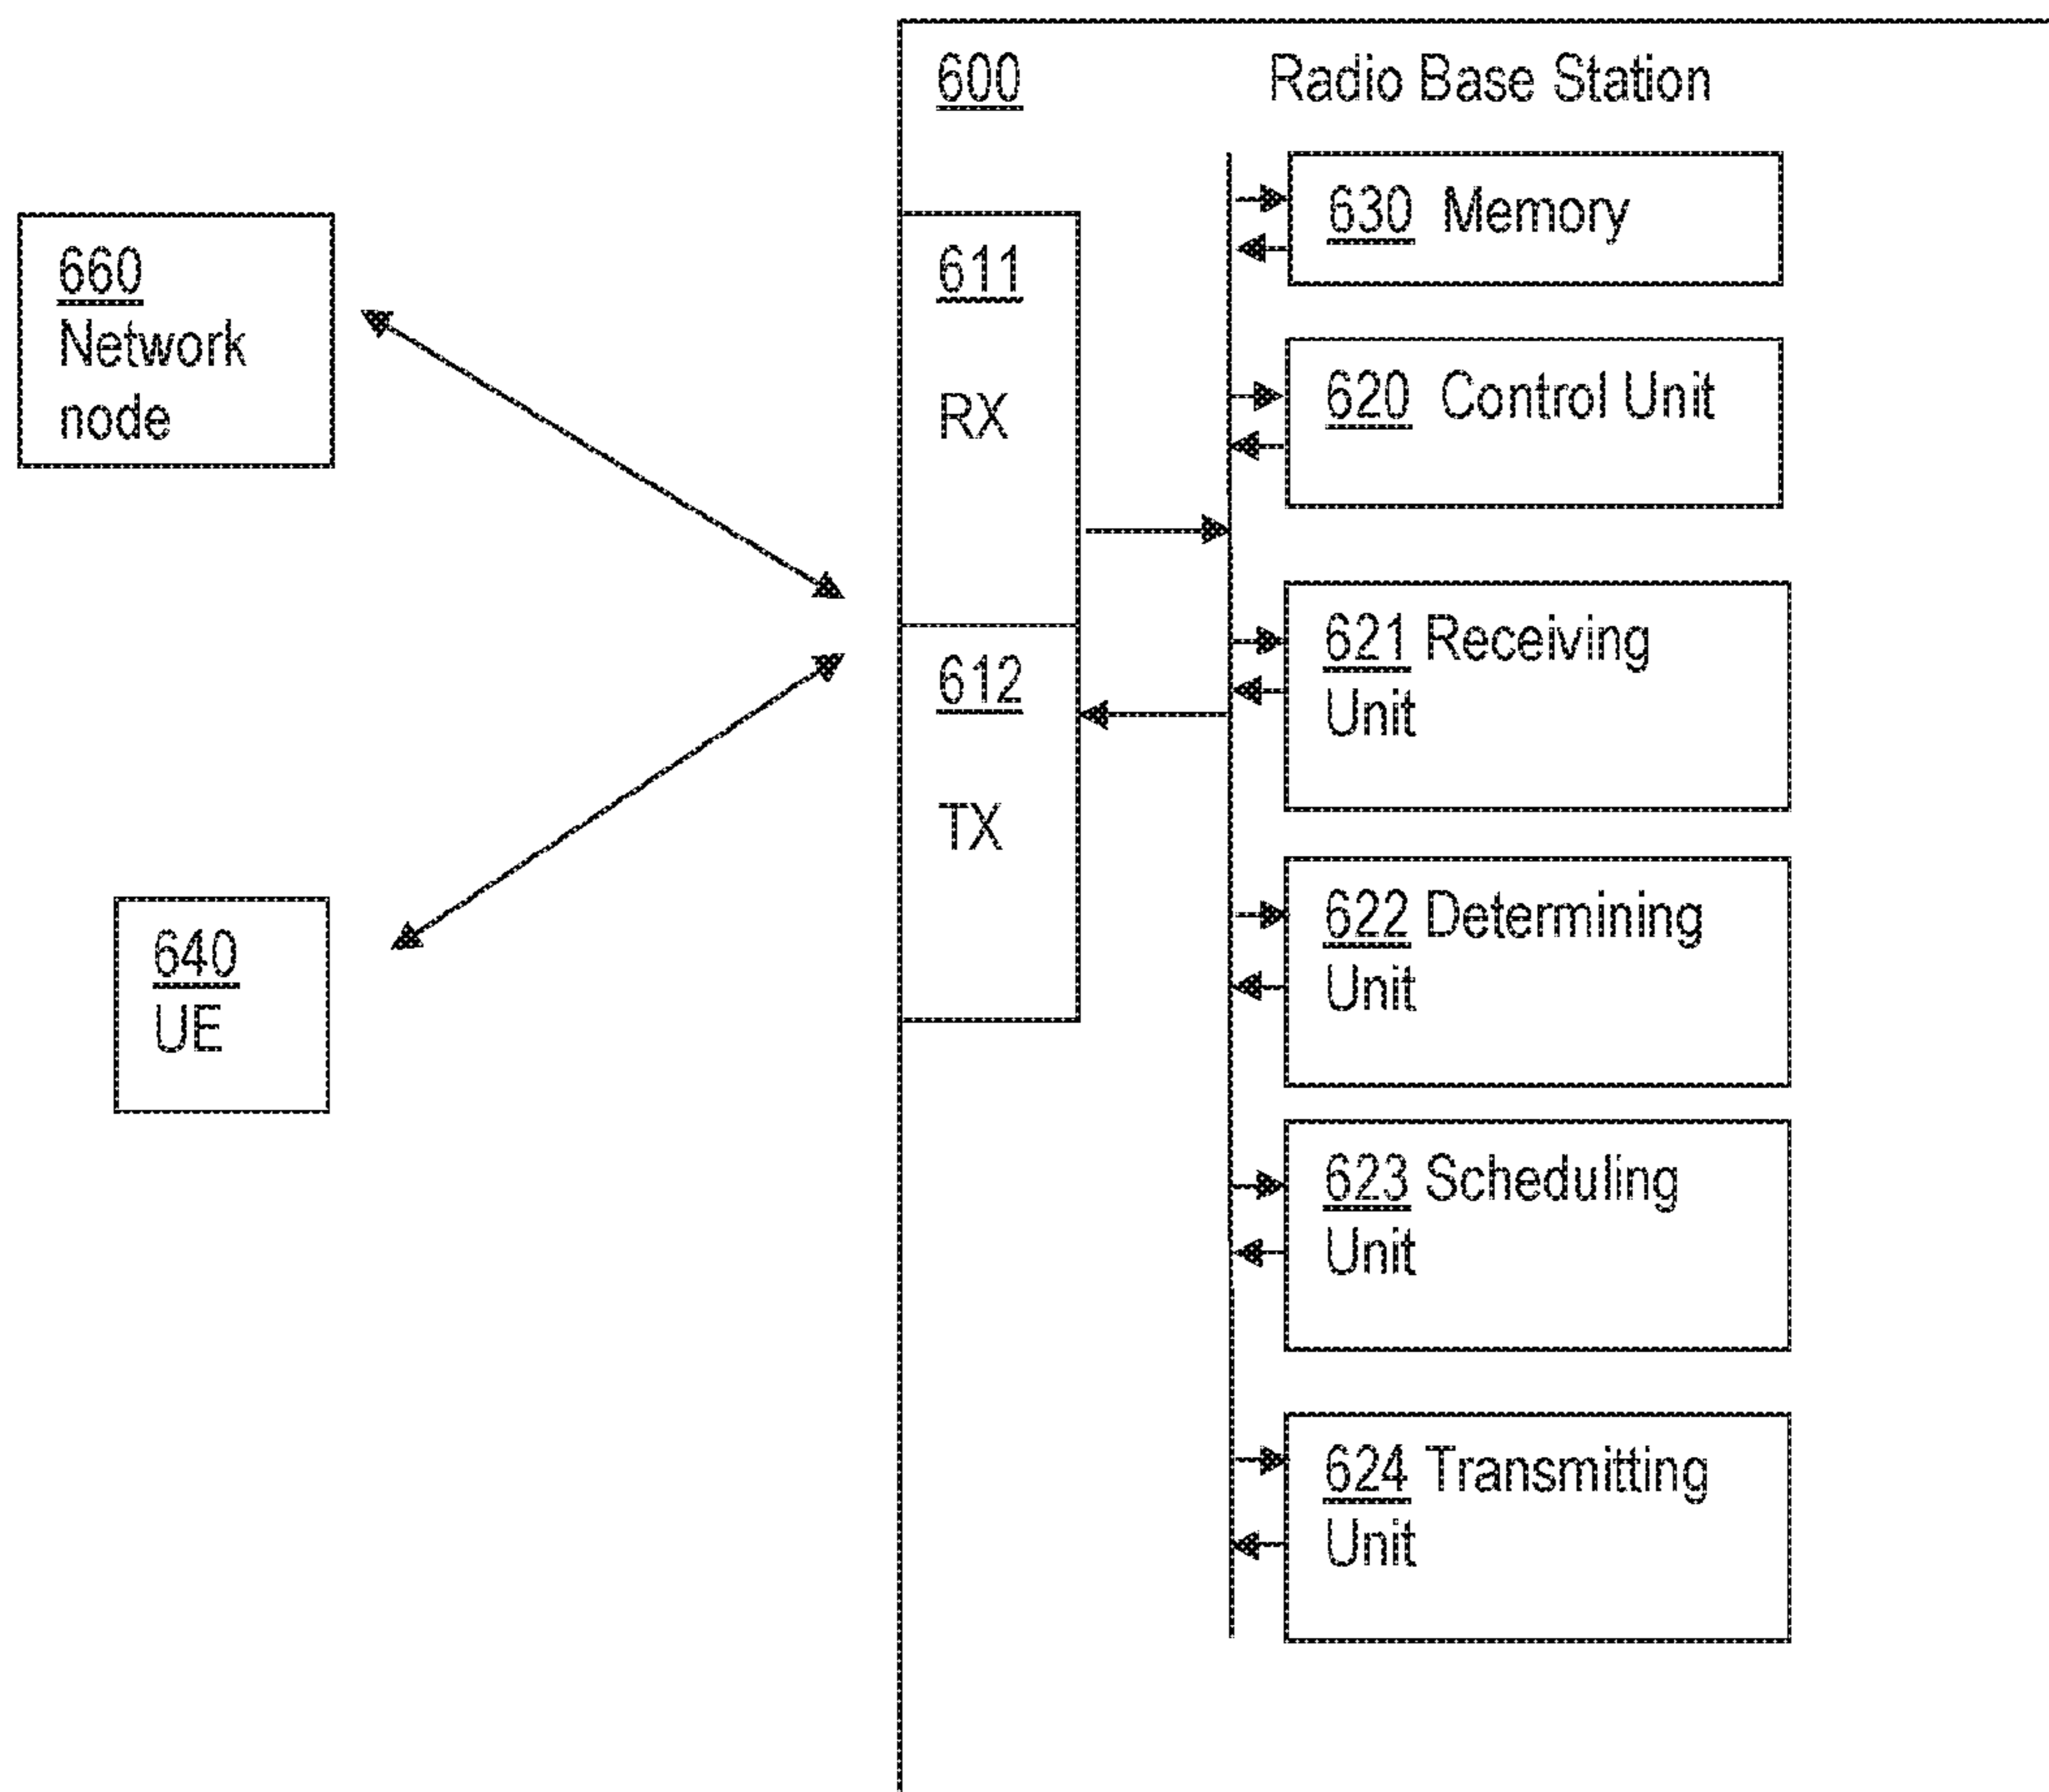 600 Radio Base Station
630 Memory
660
Network
node
611
RX
620 Control Unit
621 Receiving
Unit
612
TX
622 Determining
Unit
640
UE
623 Scheduling
Unit
624 Transmitting
Unit